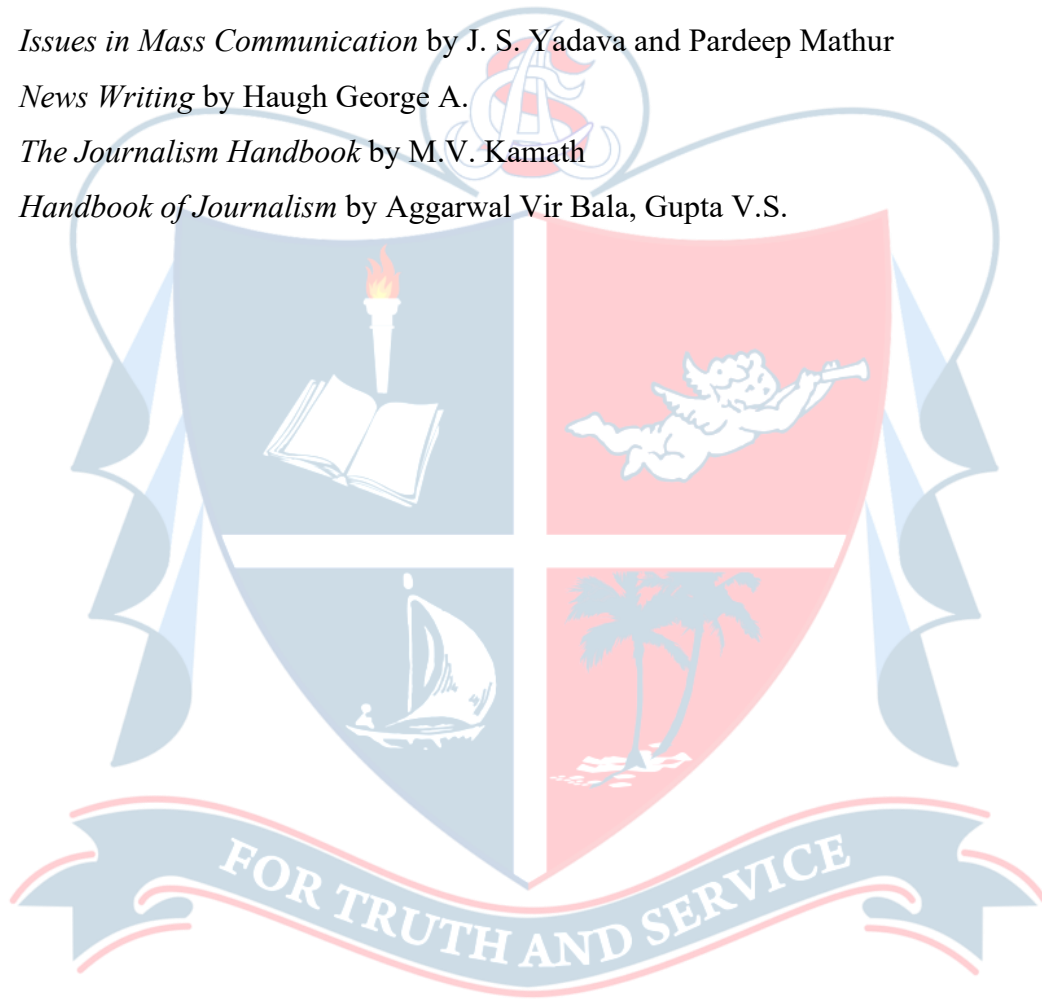 Issues in Mass Communication by J. S. Yadava and Pardeep Mathur
News Writing by Haugh George A.
The Journalism Handbook by M.V. Kamath
Handbook of Journalism by Aggarwal Vir Bala, Gupta V.S.
FOR TRUTH AND SERVICE